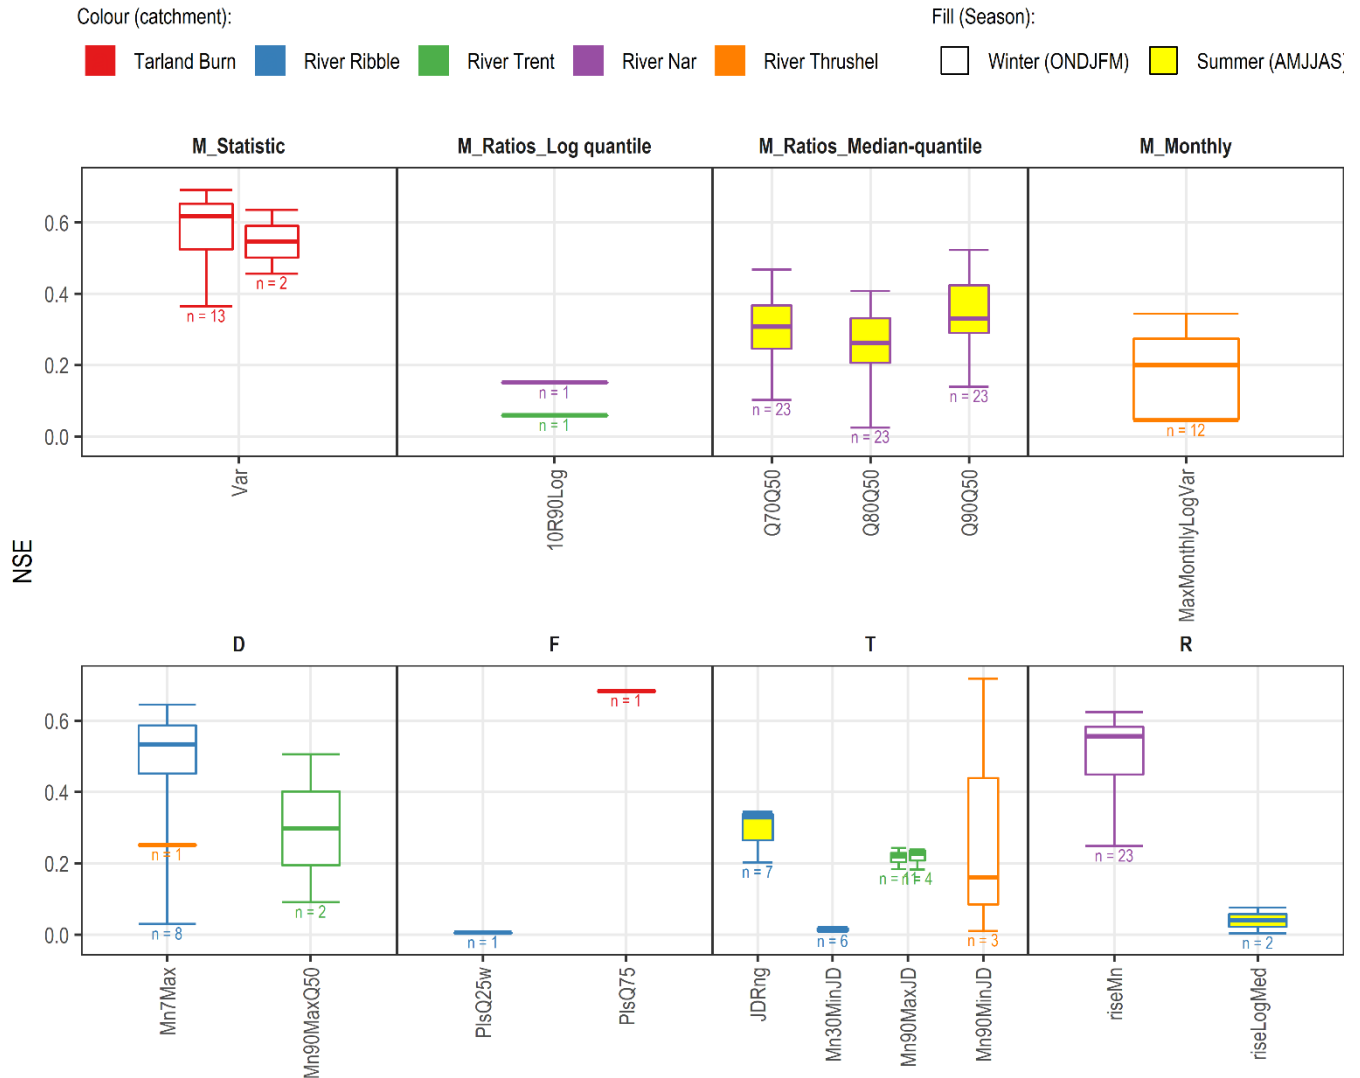 Colour (catchment): Fill (Season):
Tarland Burn River Ribble River Trent River Nar River Thrushel Winter (ONDJFM) Summer (AMJJAS)
M_Statistic M_Ratios_Log quantile M_Ratios_Median-quantile M_Monthly
0.6
0.4
0.2
0.0
n = 13
n = 2
n = 1
n = 1
n = 23
n = 23
n = 23
n = 12
Var
10R90Log
Q70Q50
Q80Q50
Q90Q50
MaxMonthlyLogVar
NSE
D F T R
0.6
0.4
0.2
0.0
n = 1
n = 8
n = 2
n = 1
n = 1
n = 7
n = 6
n = 4
n = 3
n = 23
n = 2
Mn7Max
Mn90MaxQ50
PlsQ25w
PlsQ75
JDRng
Mn30MinJD
Mn90MaxJD
Mn90MinJD
riseMn
riseLogMed